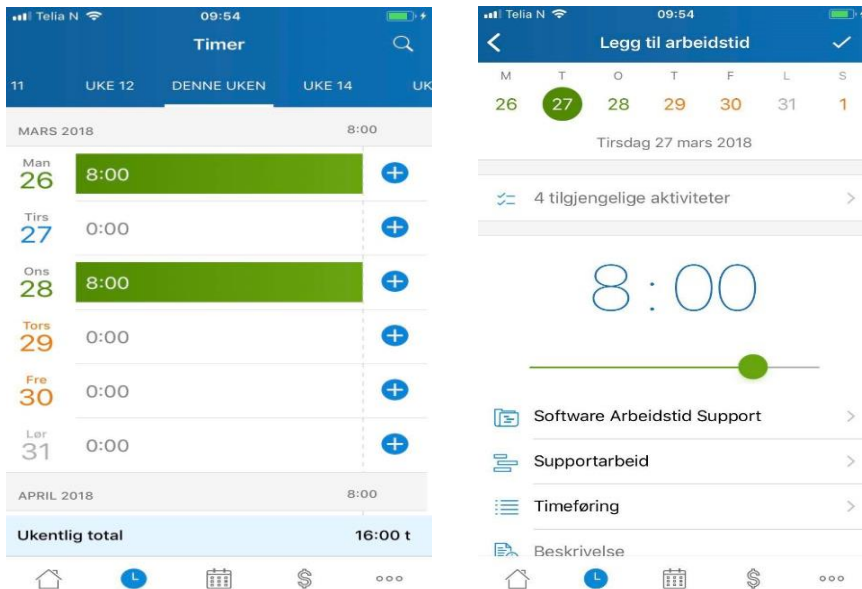 Telia N 09:54
Timer
11 UKE 12 DENNE UKEN UKE 14 UK
MARS 2018 8:00
Man
26 8:00
Tirs
27 0:00
Ons
28 8:00
Tors
29 0:00
Fre
30 0:00
Lør
31 0:00
APRIL 2018 8:00
Ukentlig total 16:00 t
Telia N 09:54
Legg til arbeidstid
M T O T F L S
26 27 28 29 30 31 1
Tirsdag 27 mars 2018
4 tilgjengelige aktiviteter
8:00
Software Arbeidstid Support
Supportarbeid
Timeføring
Beskrivelse